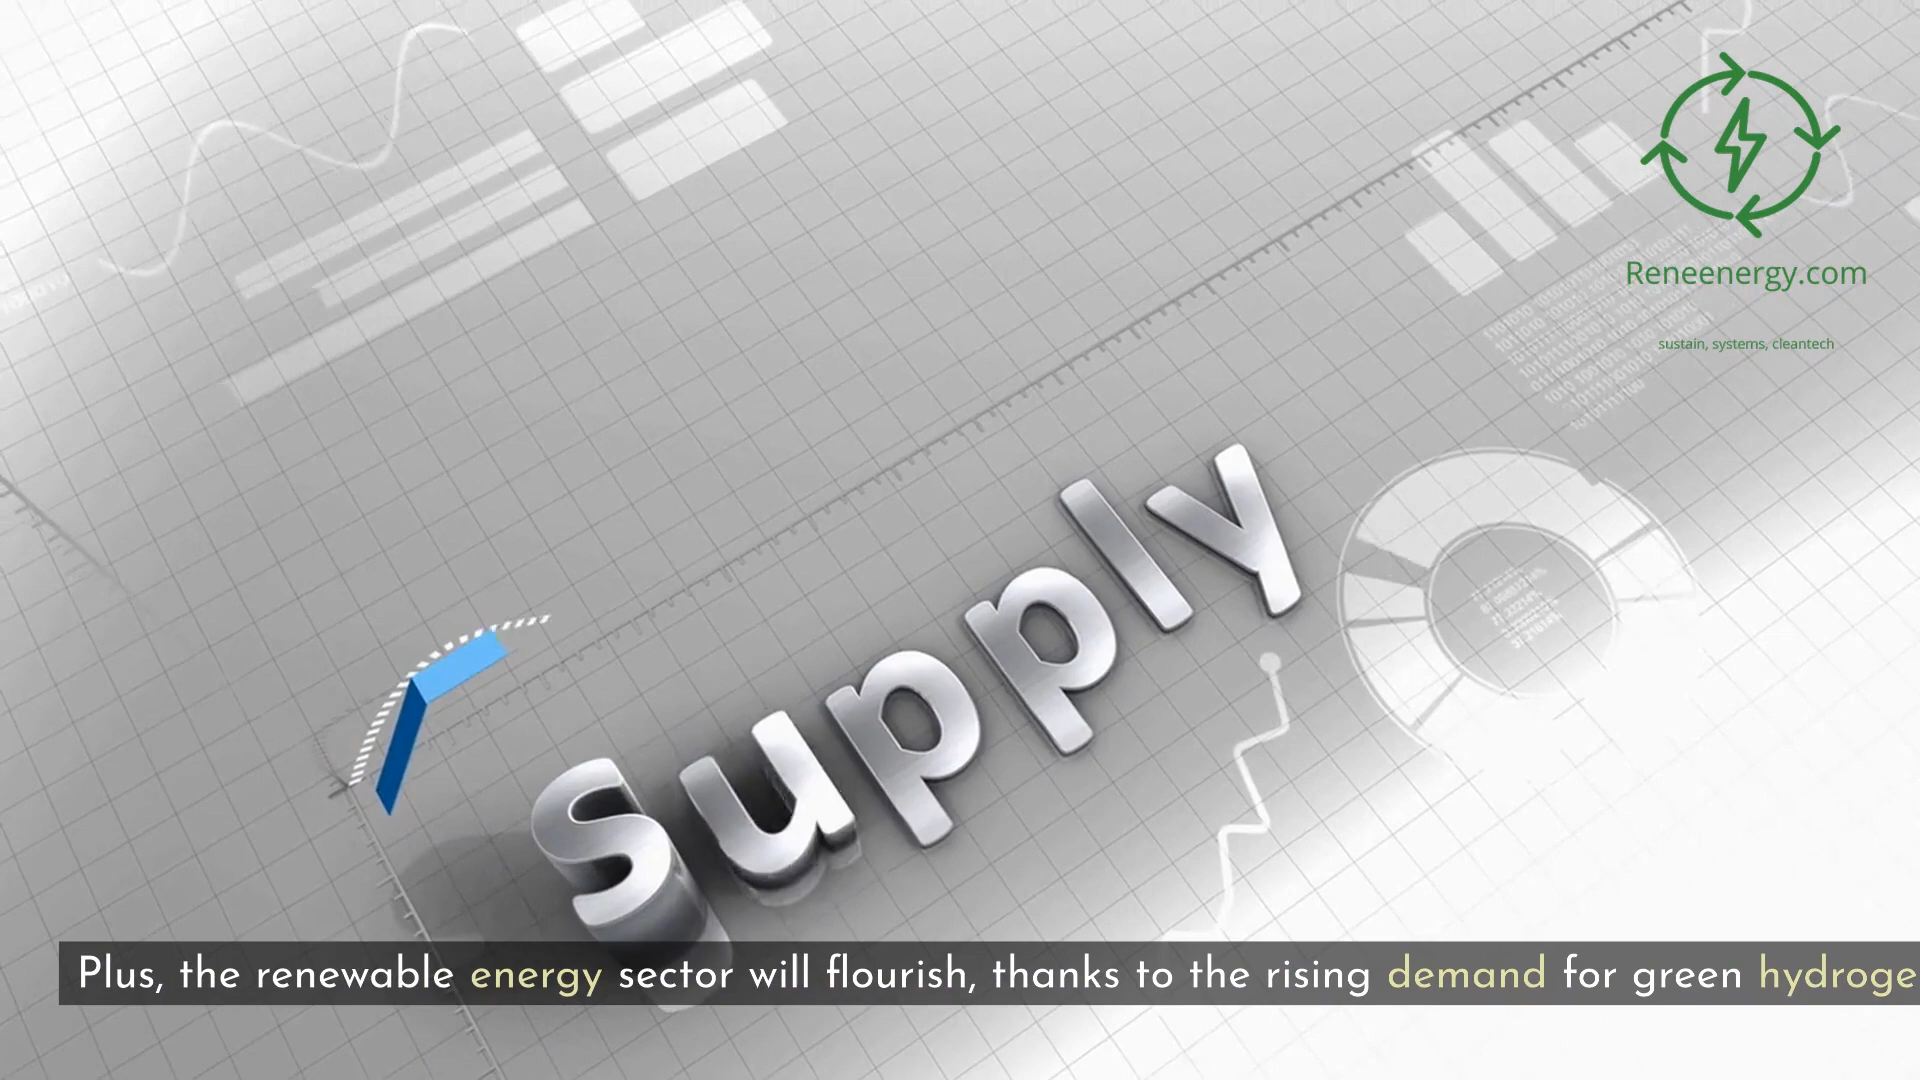 Reneenergy.com
sustain, systems, cleantech
Supply
Plus, the renewable energy sector will flourish, thanks to the rising demand for green hydroge